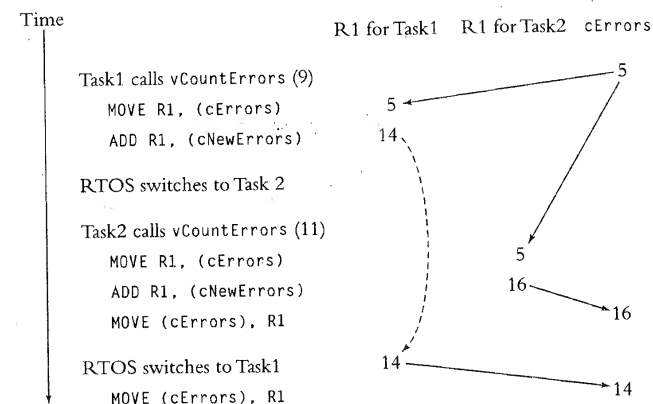 Time
R1 for Task1 R1 for Task2 cErrors
Task1 calls vCountErrors (9) 5
MOVE R1, (cErrors) 5
ADD R1, (cNewErrors) 14
RTOS switches to Task 2
Task2 calls vCountErrors (11)
MOVE R1, (cErrors) 5
ADD R1, (cNewErrors) 16
MOVE (cErrors), R1 16
RTOS switches to Task1 14
MOVE (cErrors), R1 14